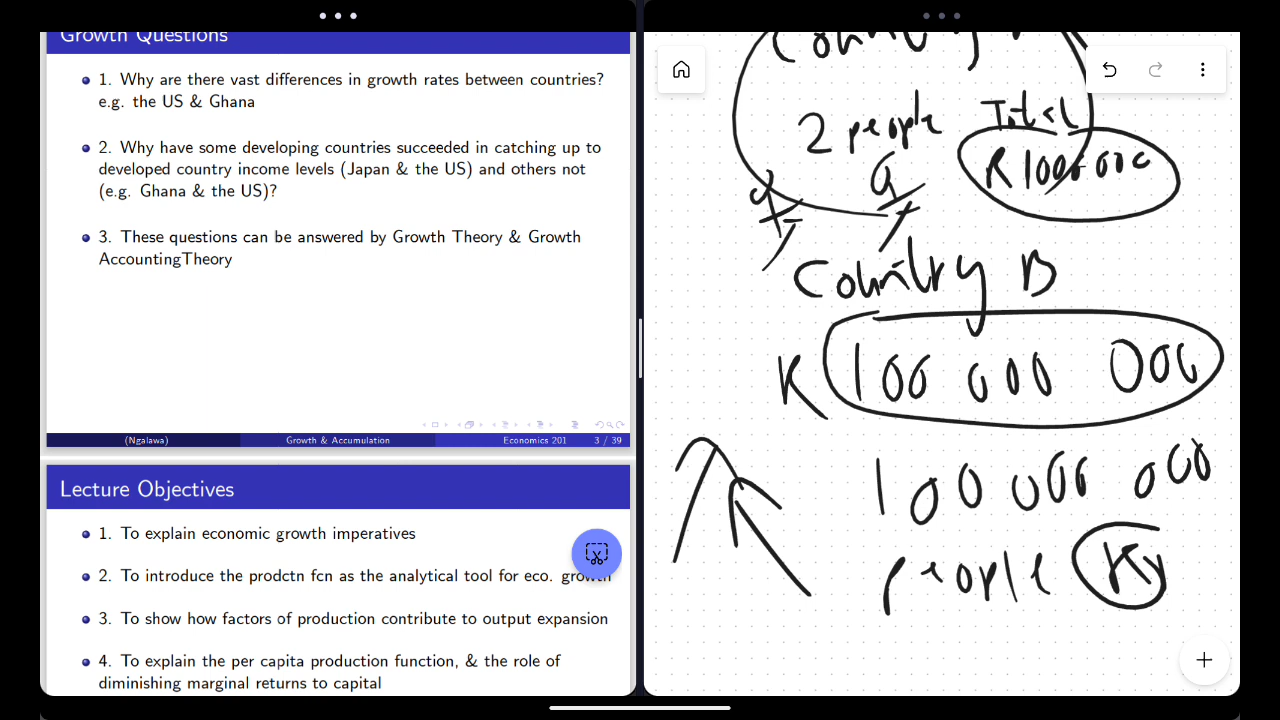 Growth Questions
1. Why are there vast differences in growth rates between countries?
e.g. the US & Ghana
2. Why have some developing countries succeeded in catching up to
developed country income levels (Japan & the US) and others not
(e.g. Ghana & the US)?
3. These questions can be answered by Growth Theory & Growth
AccountingTheory
(Ngalawa) Growth & Accumulation Economics 201 3 / 39
Lecture Objectives
1. To explain economic growth imperatives
2. To introduce the prodctn fcn as the analytical tool for eco. growth
3. To show how factors of production contribute to output expansion
4. To explain the per capita production function, & the role of
diminishing marginal returns to capital
Country
2 people Total
R 100 000
Country B
R 100 000 000
100 000 000
people